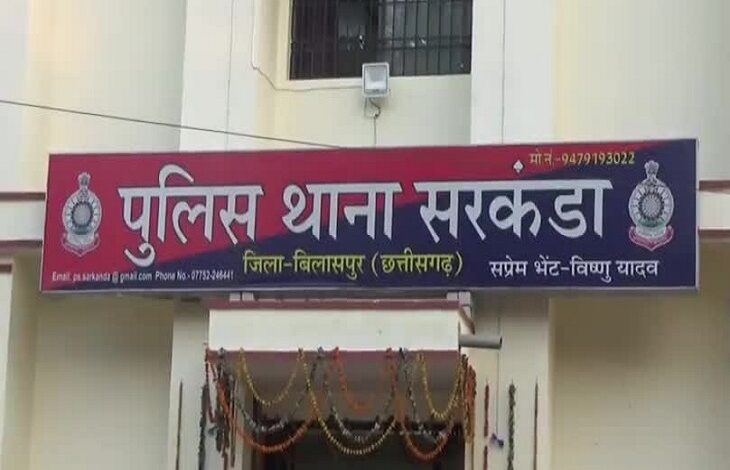 मो.नं.-9479193022
पुलिस थाना सरकंडा
जिला-बिलासपुर (छत्तीसगढ़)
Email. ps.sarkanda @ gmail.com Phone No.- 07752-246441
सप्रेम भेंट-विष्णु यादव